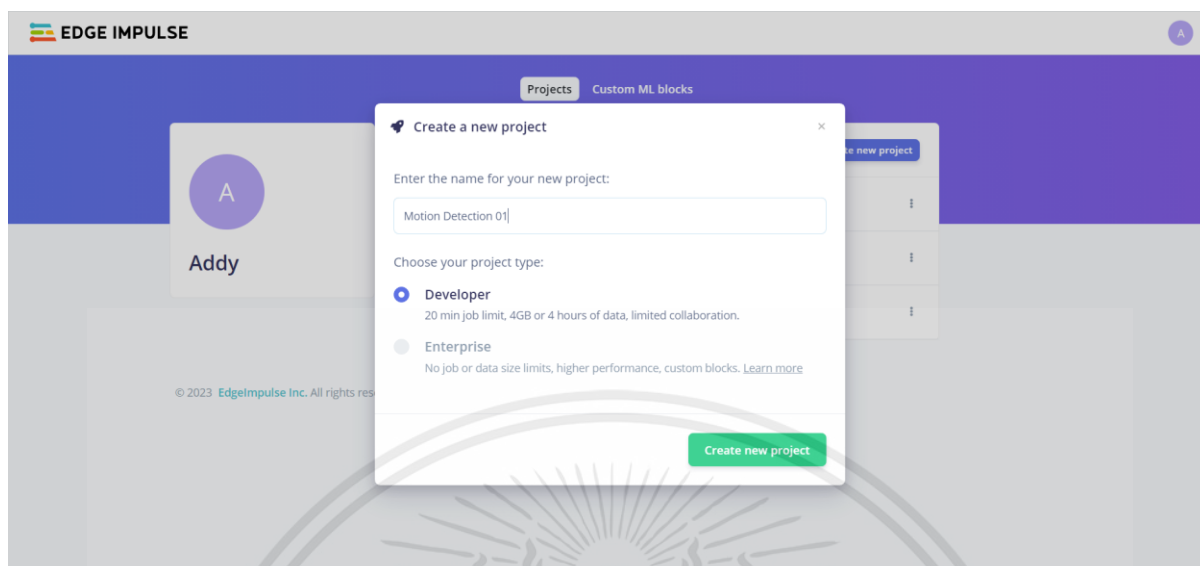 EDGE IMPULSE
A
Projects Custom ML blocks
Create a new project
×
te new project
Enter the name for your new project:
A
Motion Detection 01
Addy
Choose your project type:
Developer
20 min job limit, 4GB or 4 hours of data, limited collaboration.
Enterprise
No job or data size limits, higher performance, custom blocks. Learn more
© 2023 EdgeImpulse Inc. All rights res
Create new project